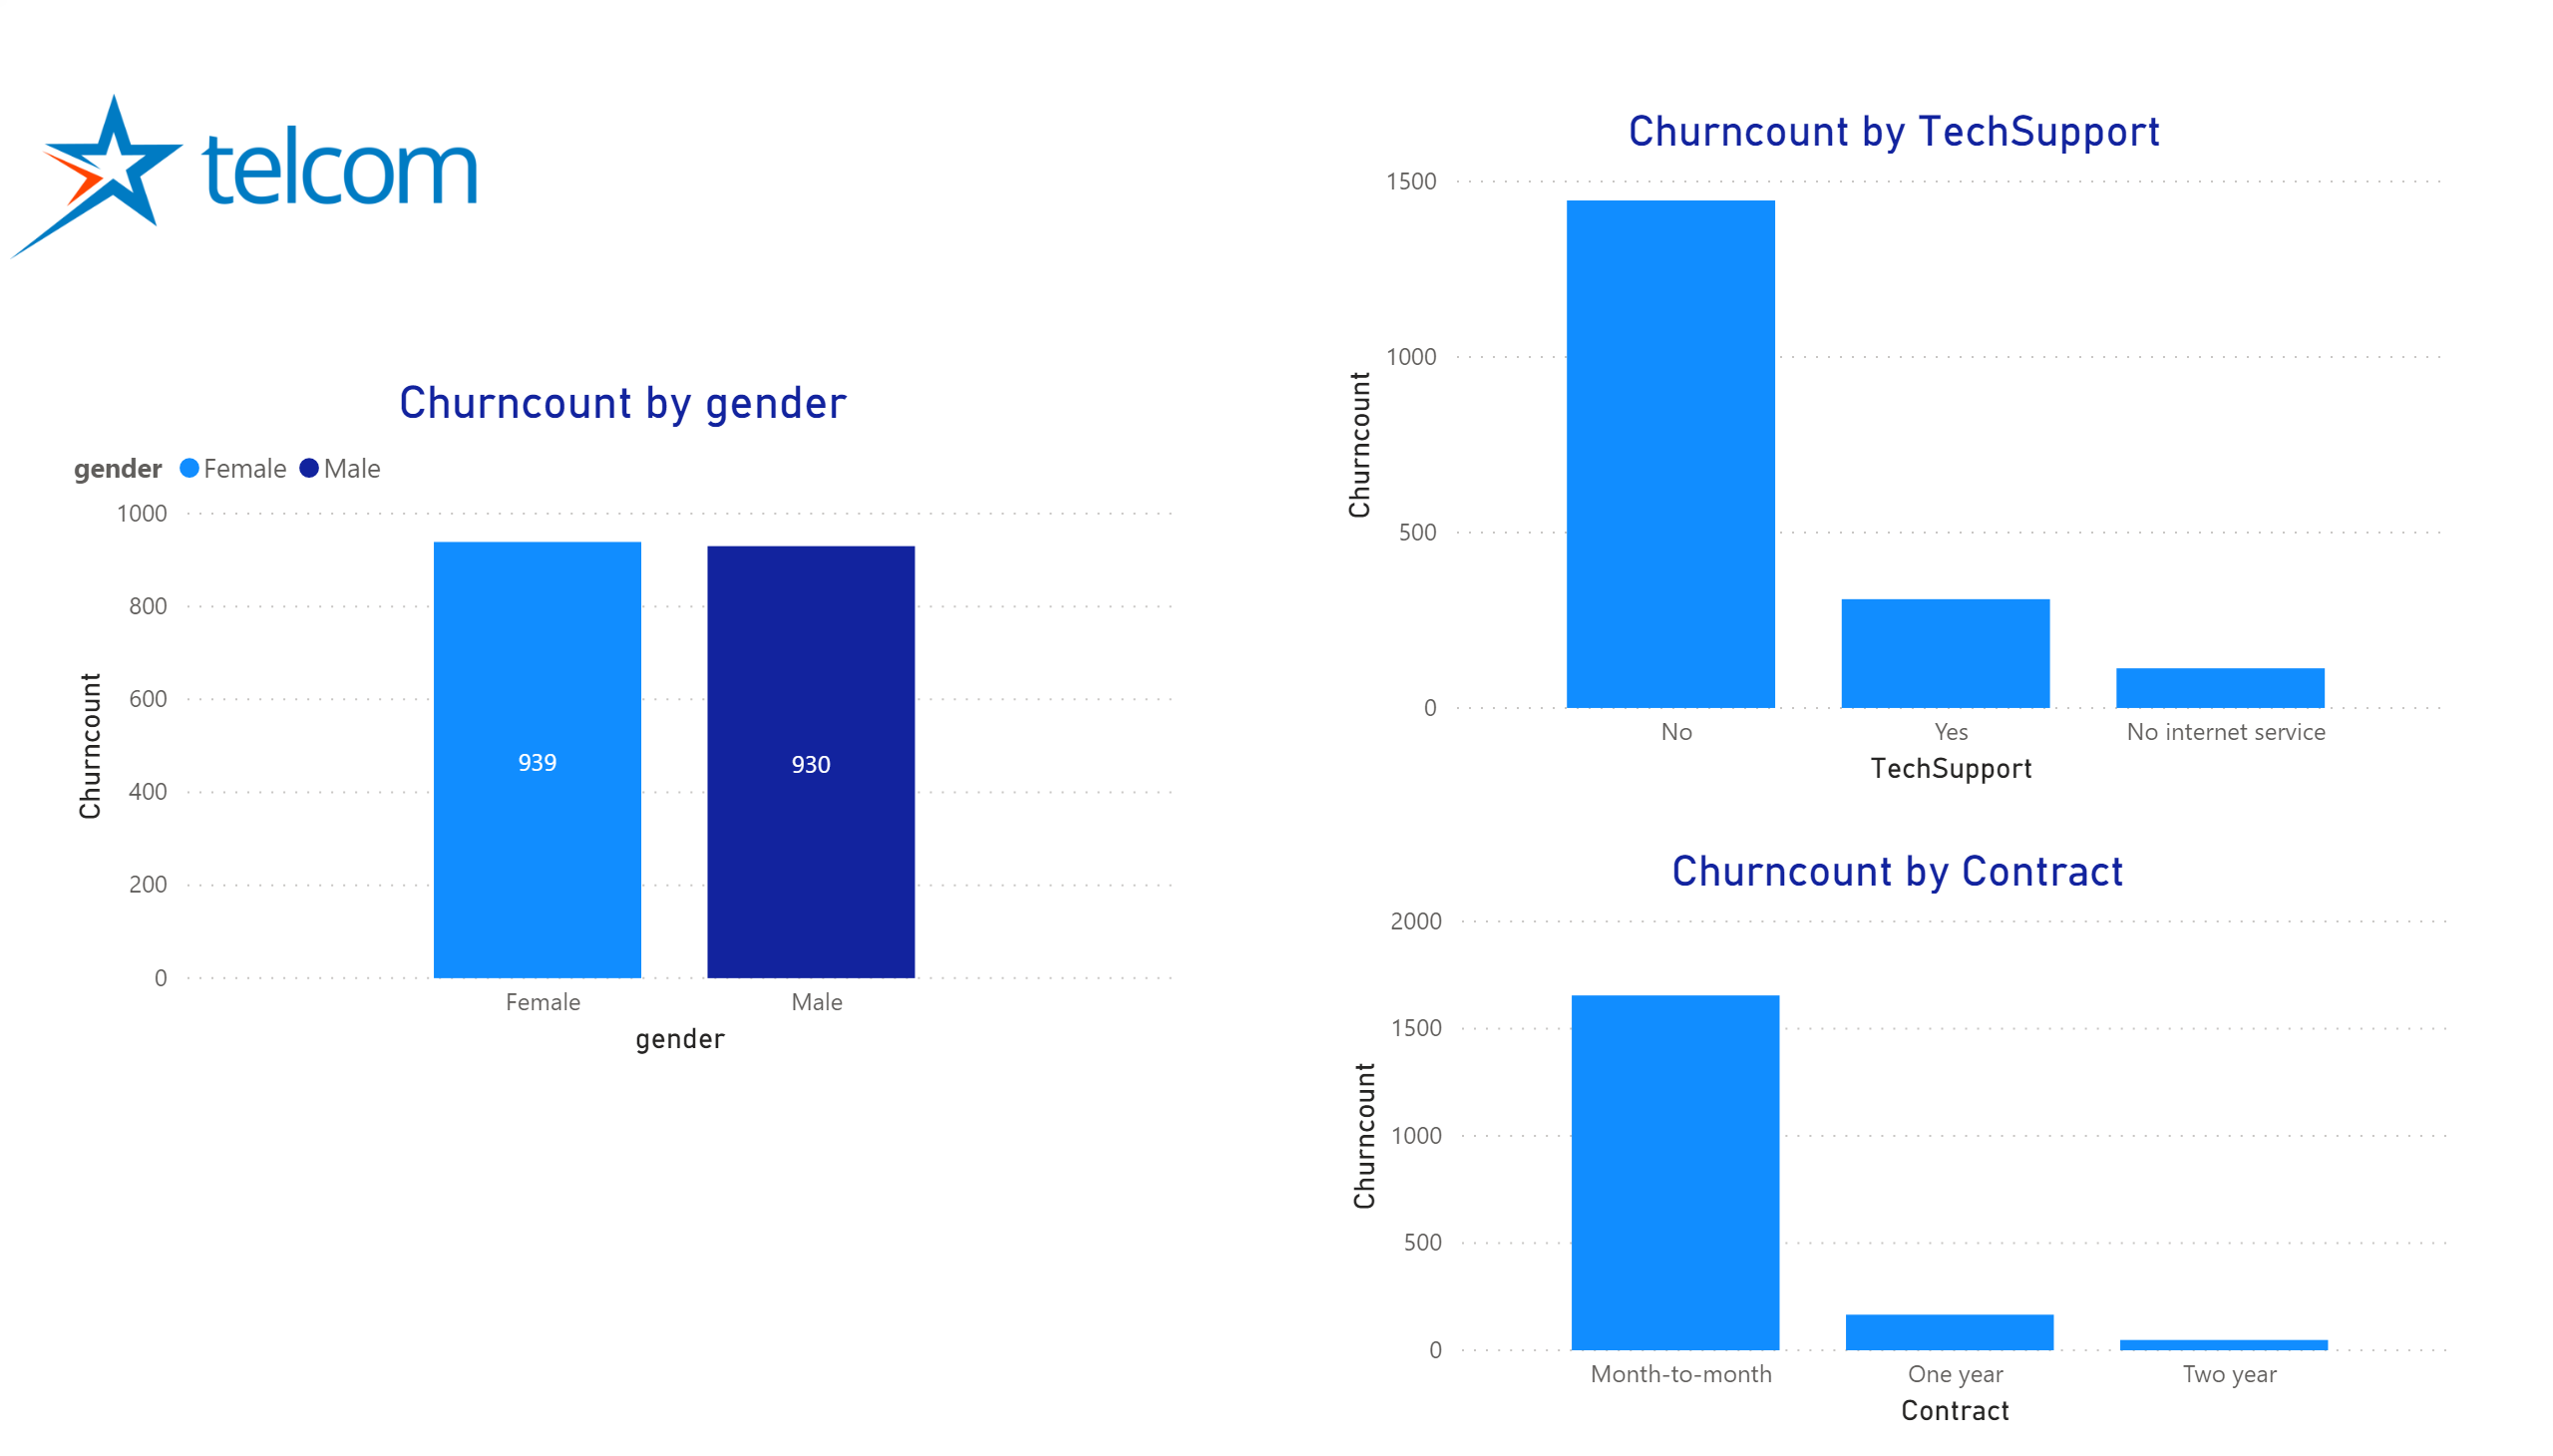 telcom
Churncount by gender
gender Female Male
1000
800
600
400
200
0
Churncount
939
930
Female Male
gender
Churncount by TechSupport
1500
1000
500
0
Churncount
No Yes No internet service
TechSupport
Churncount by Contract
2000
1500
1000
500
0
Churncount
Month-to-month One year Two year
Contract